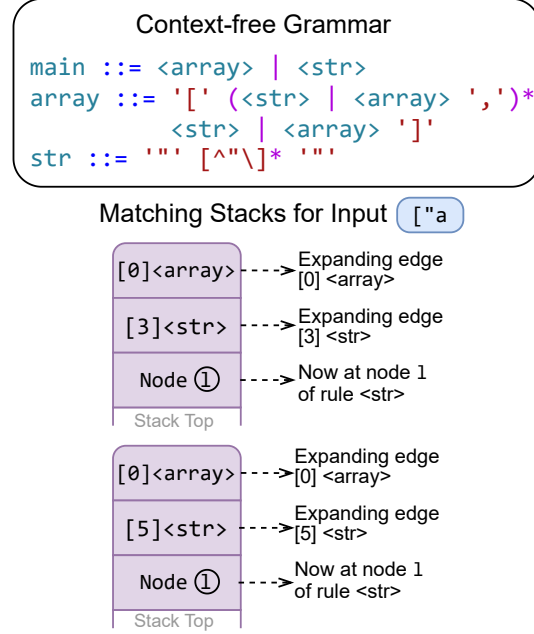 Context-free Grammar
main ::= <array> | <str>
array ::= '[' (<str> | <array> ',')*
<str> | <array> ']'
str ::= '"' [^"\]* '"'
Matching Stacks for Input ["a
[0]<array>
Expanding edge
[0] <array>
[3]<str>
Expanding edge
[3] <str>
Node ①
Now at node 1
of rule <str>
Stack Top
[0]<array>
Expanding edge
[0] <array>
[5]<str>
Expanding edge
[5] <str>
Node ①
Now at node 1
of rule <str>
Stack Top